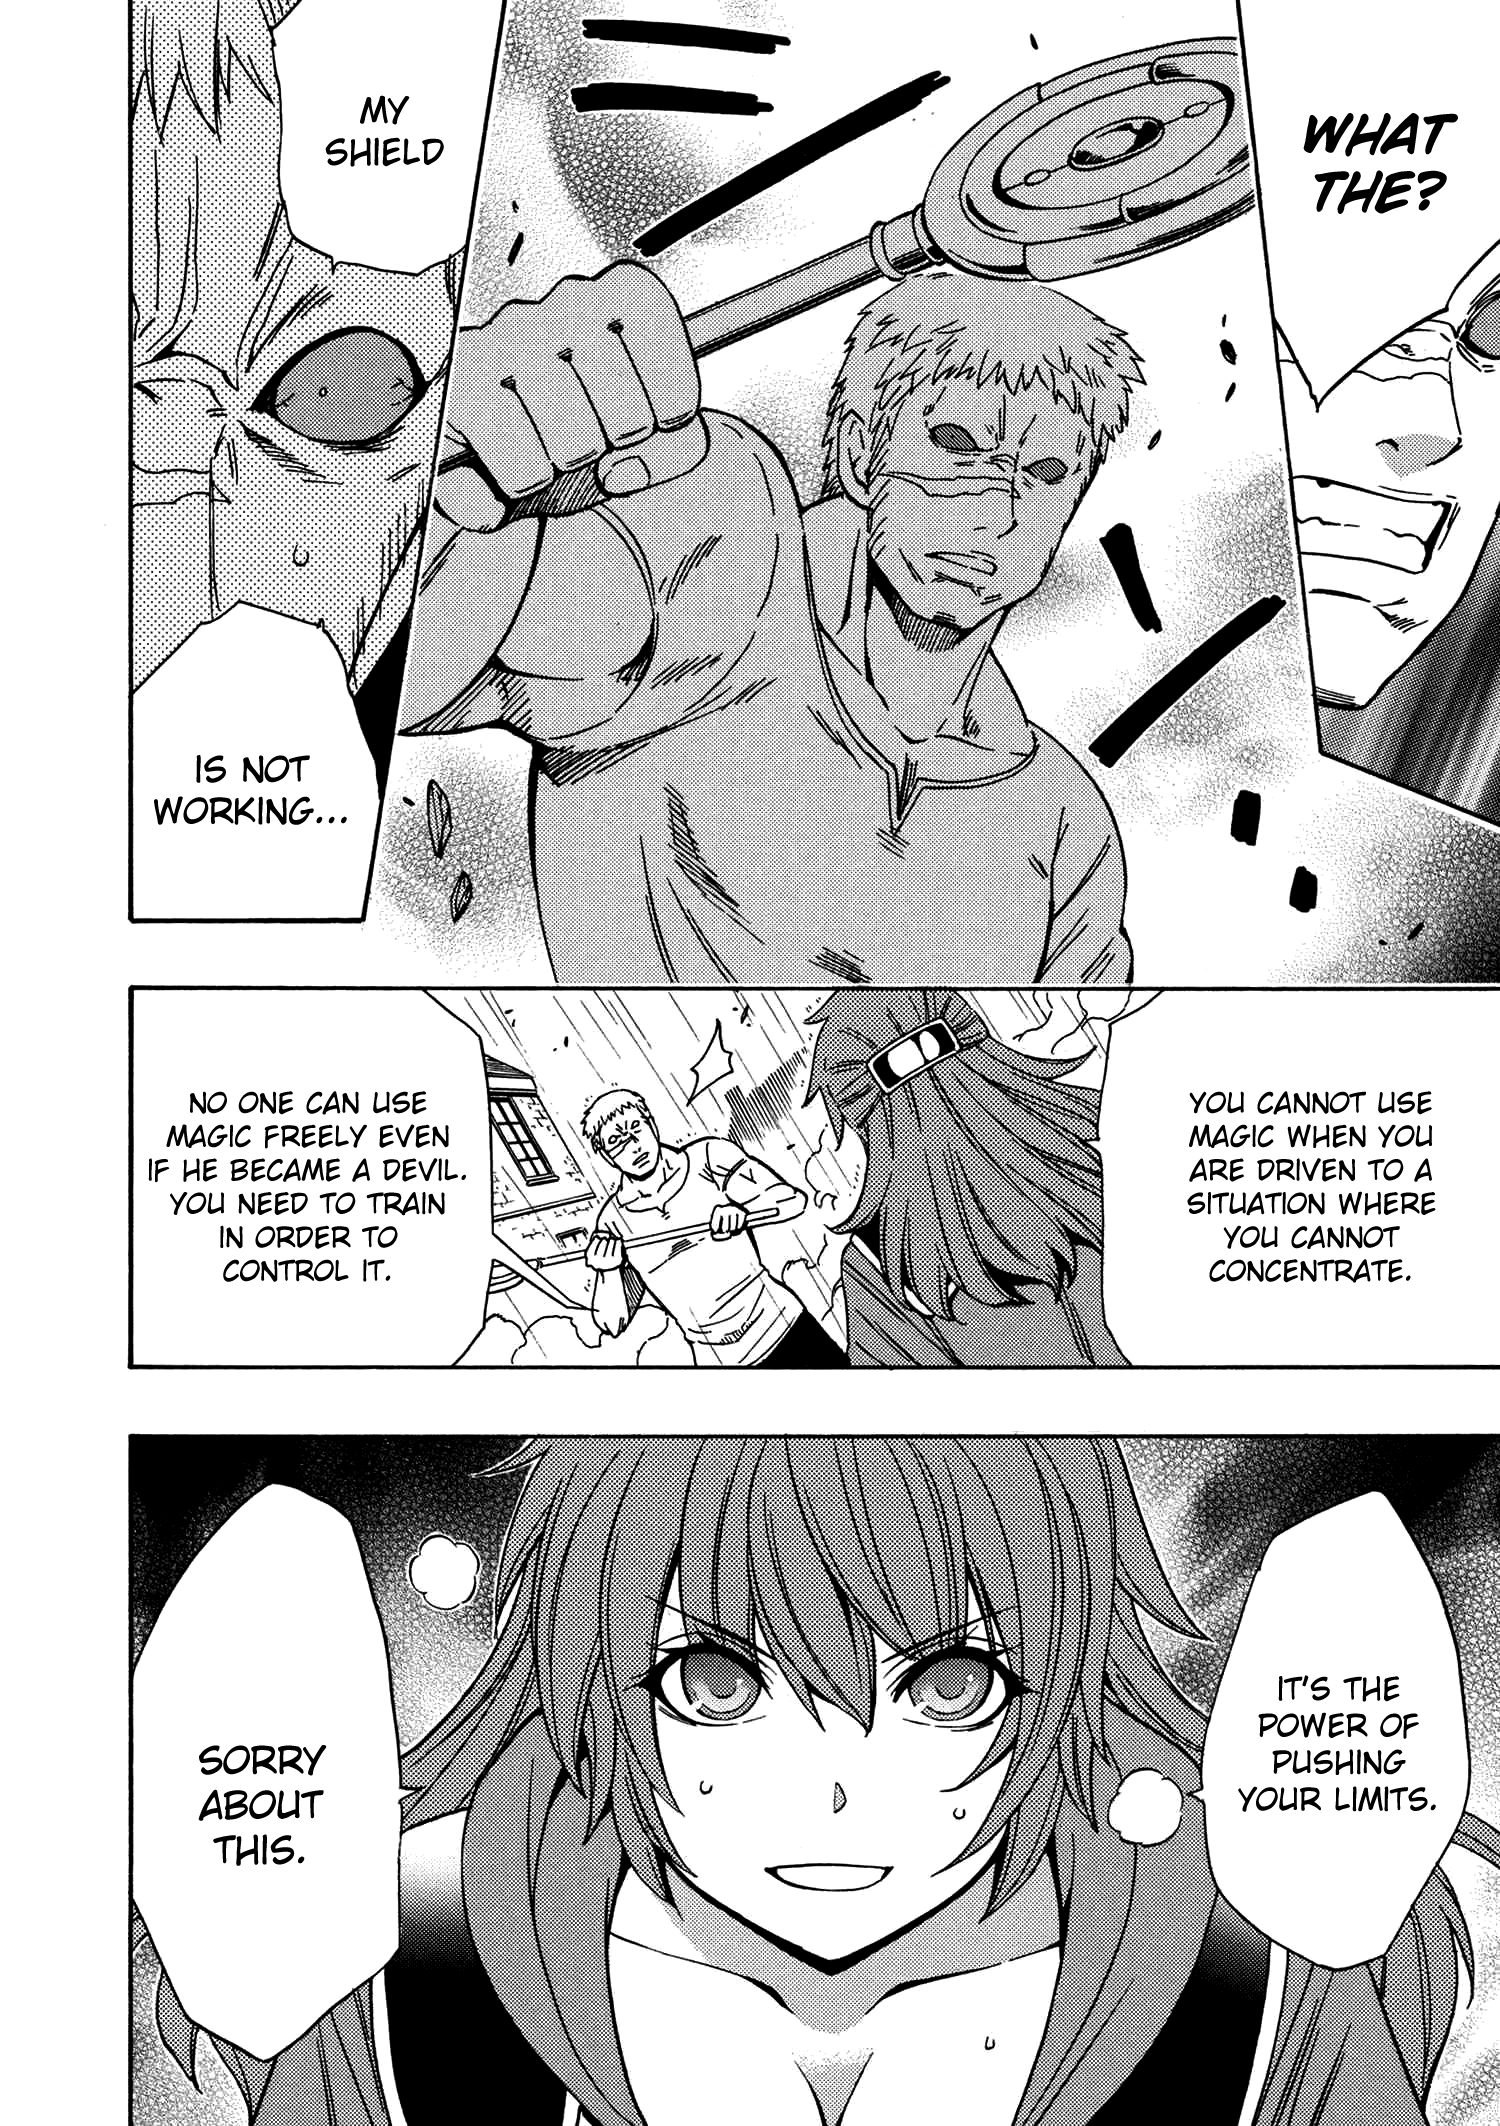 WHAT
THE?
MY
SHIELD
IS NOT
WORKING...
YOU CANNOT USE
MAGIC WHEN YOU
ARE DRIVEN TO A
SITUATION WHERE
YOU CANNOT
CONCENTRATE.
NO ONE CAN USE
MAGIC FREELY EVEN
IF HE BECAME A DEVIL.
YOU NEED TO TRAIN
IN ORDER TO
CONTROL IT.
IT'S THE
POWER OF
PUSHING
YOUR LIMITS.
SORRY
ABOUT
THIS.